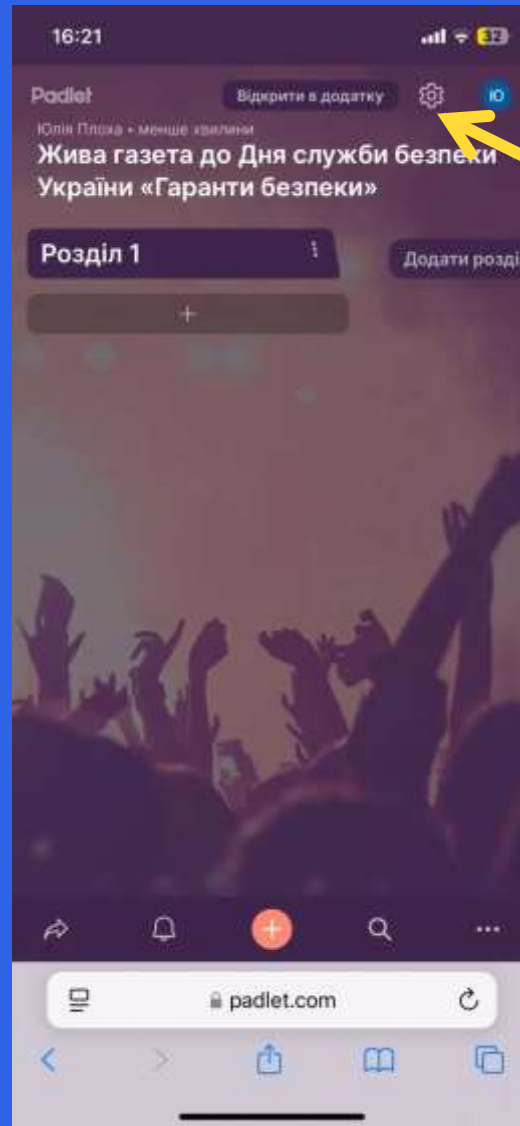 16:21
32
Padlet
Відкрити в додатку
Ю
Юлія Плоха • менше хвилини
Жива газета до Дня служби безпеки
України «Гаранти безпеки»
Розділ 1
Додати розді
padlet.com